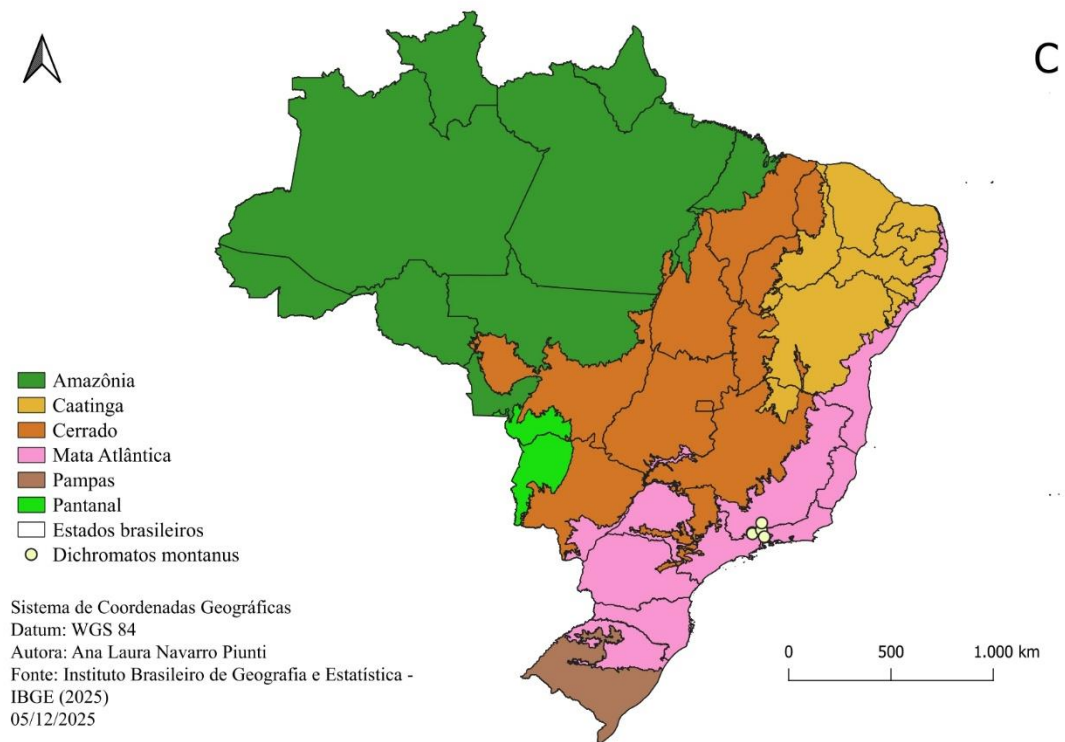 C
Amazônia
Caatinga
Cerrado
Mata Atlântica
Pampas
Pantanal
Estados brasileiros
Dichromatos montanus
Sistema de Coordenadas Geográficas
Datum: WGS 84
Autora: Ana Laura Navarro Piunti
Fonte: Instituto Brasileiro de Geografia e Estatística -
IBGE (2025)
05/12/2025
0 500 1.000 km